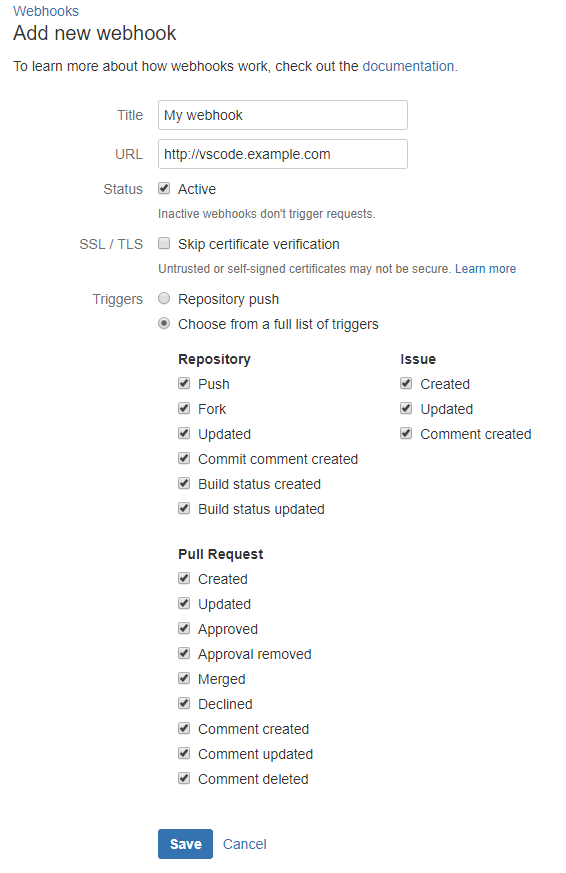 Webhooks
Add new webhook
To learn more about how webhooks work, check out the documentation.
Title
My webhook
URL
http://vscode.example.com
Status
Active
Inactive webhooks don't trigger requests.
SSL / TLS
Skip certificate verification
Untrusted or self-signed certificates may not be secure. Learn more
Triggers
Repository push
Choose from a full list of triggers
Repository
Push
Fork
Updated
Commit comment created
Build status created
Build status updated
Issue
Created
Updated
Comment created
Pull Request
Created
Updated
Approved
Approval removed
Merged
Declined
Comment created
Comment updated
Comment deleted
Save
Cancel